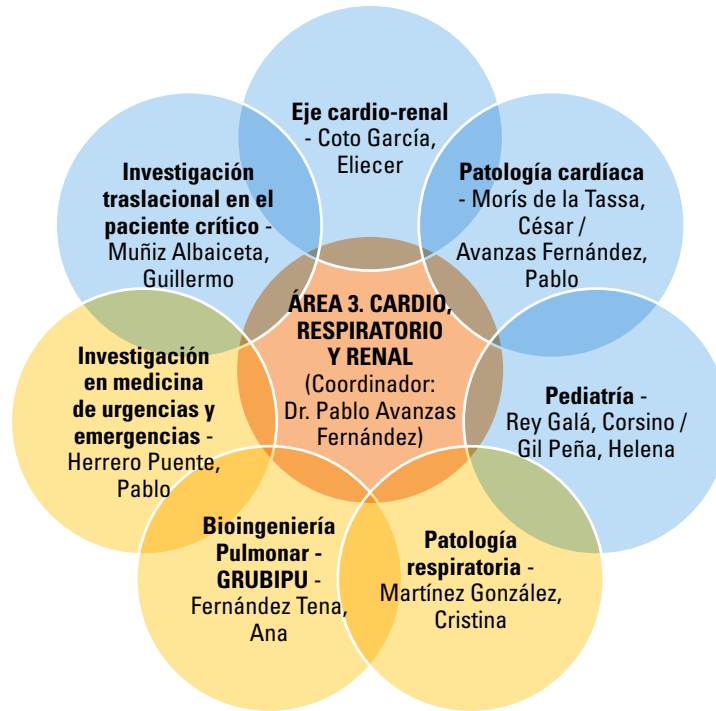 Eje cardio-renal
- Coto García,
Eliecer
Investigación
traslacional en el
paciente crítico -
Muñiz Albaiceta,
Guillermo
Patología cardíaca
- Morís de la Tassa,
César /
Avanzas Fernández,
Pablo
ÁREA 3. CARDIO,
RESPIRATORIO
Y RENAL
(Coordinador:
Dr. Pablo Avanzas
Fernández)
Investigación
en medicina
de urgencias y
emergencias -
Herrero Puente,
Pablo
Pediatría -
Rey Galá, Corsino /
Gil Peña, Helena
Bioingeniería
Pulmonar -
GRUBIPU -
Fernández Tena,
Ana
Patología
respiratoria -
Martínez González,
Cristina